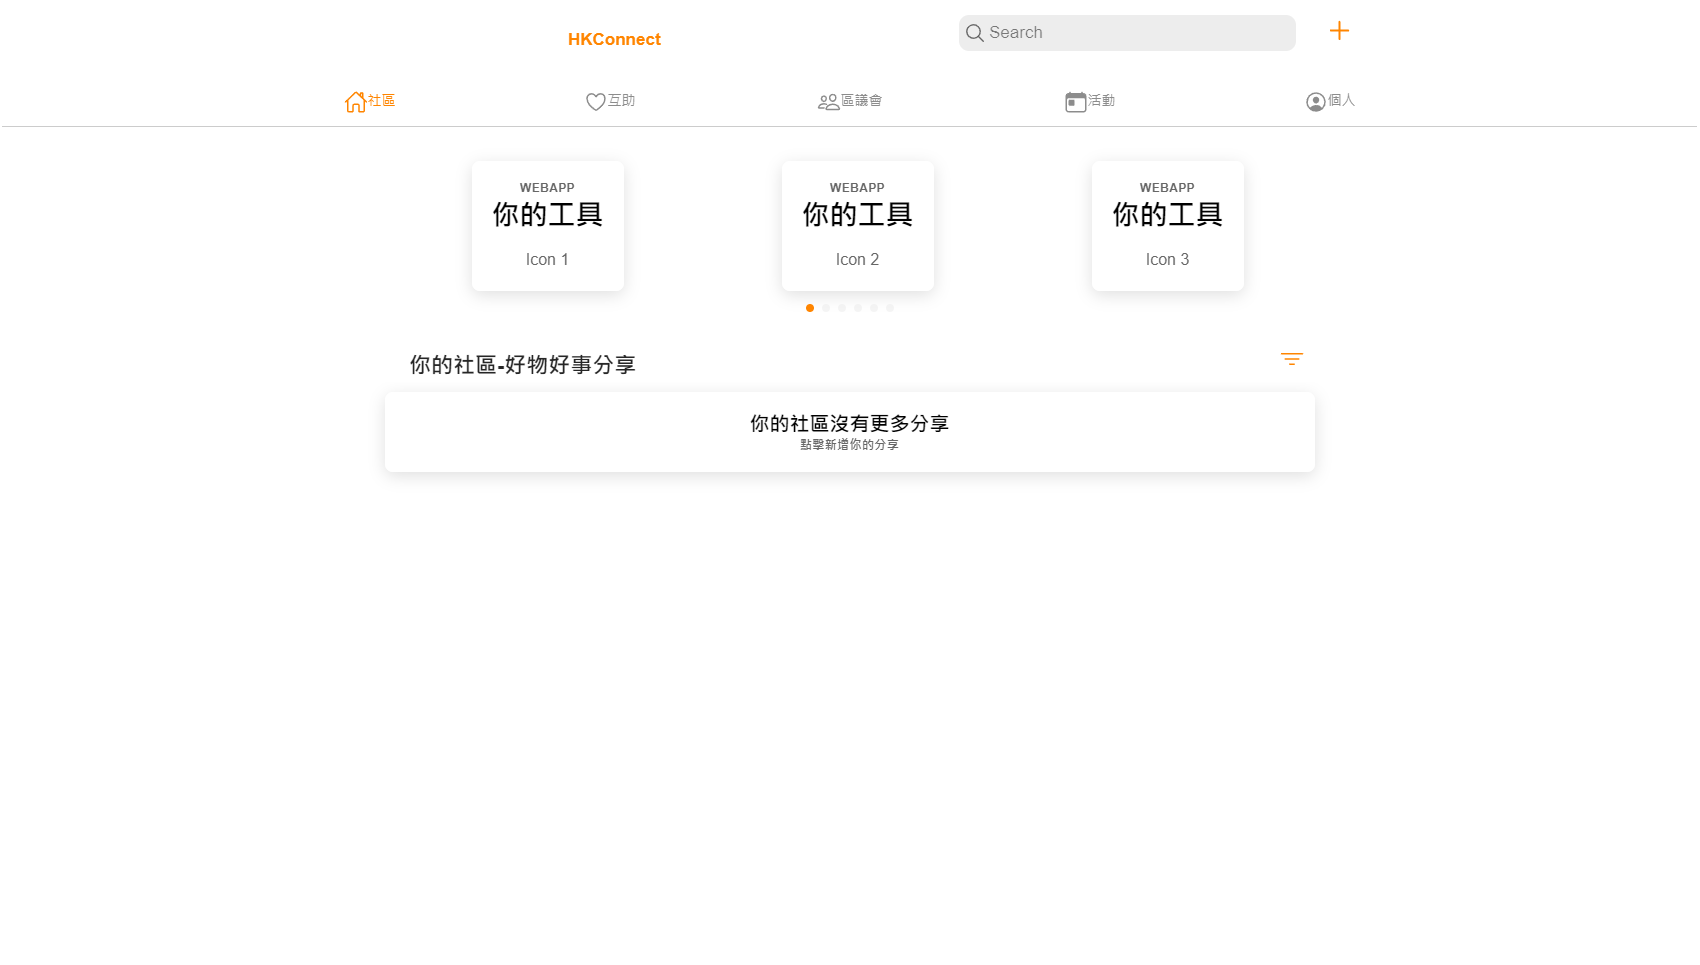 HKConnect
Search
社區
互助
區議會
活動
個人
WEBAPP
你的工具
Icon 1
WEBAPP
你的工具
Icon 2
WEBAPP
你的工具
Icon 3
你的社區-好物好事分享
你的社區沒有更多分享
點擊新增你的分享